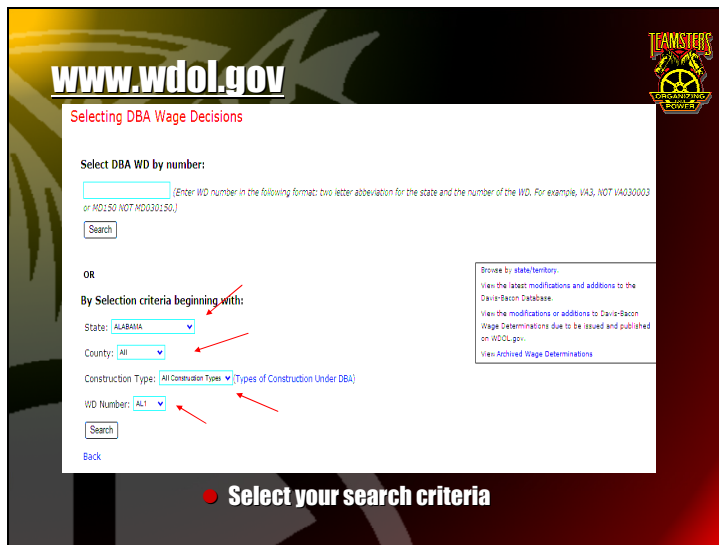 TEAMSTERS
ORGANIZING
POWER
www.wdol.gov
Selecting DBA Wage Decisions
Select DBA WD by number:
(Enter WD number in the following format: two letter abbeviation for the state and the number of the WD. For example, VA3, NOT VA030003
or MD150 NOT MD030150.)
Search
OR
By Selection criteria beginning with:
State: ALABAMA
County: All
Construction Type: All Construction Types (Types of Construction Under DBA)
WD Number: AL1
Search
Back
Browse by state/territory.
View the latest modifications and additions to the
Davis-Bacon Database.
View the modifications or additions to Davis-Bacon
Wage Determinations due to be issued and published
on WDOL.gov.
View Archived Wage Determinations
Select your search criteria